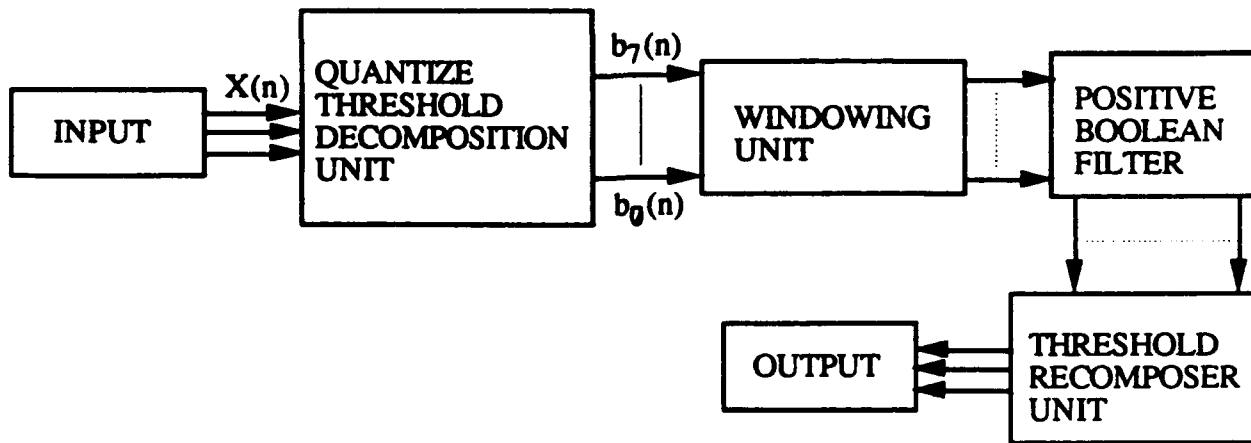 INPUT
X(n)
QUANTIZE
THRESHOLD
DECOMPOSITION
UNIT
b7(n)
b0(n)
WINDOWING
UNIT
POSITIVE
BOOLEAN
FILTER
THRESHOLD
RECOMPOSER
UNIT
OUTPUT